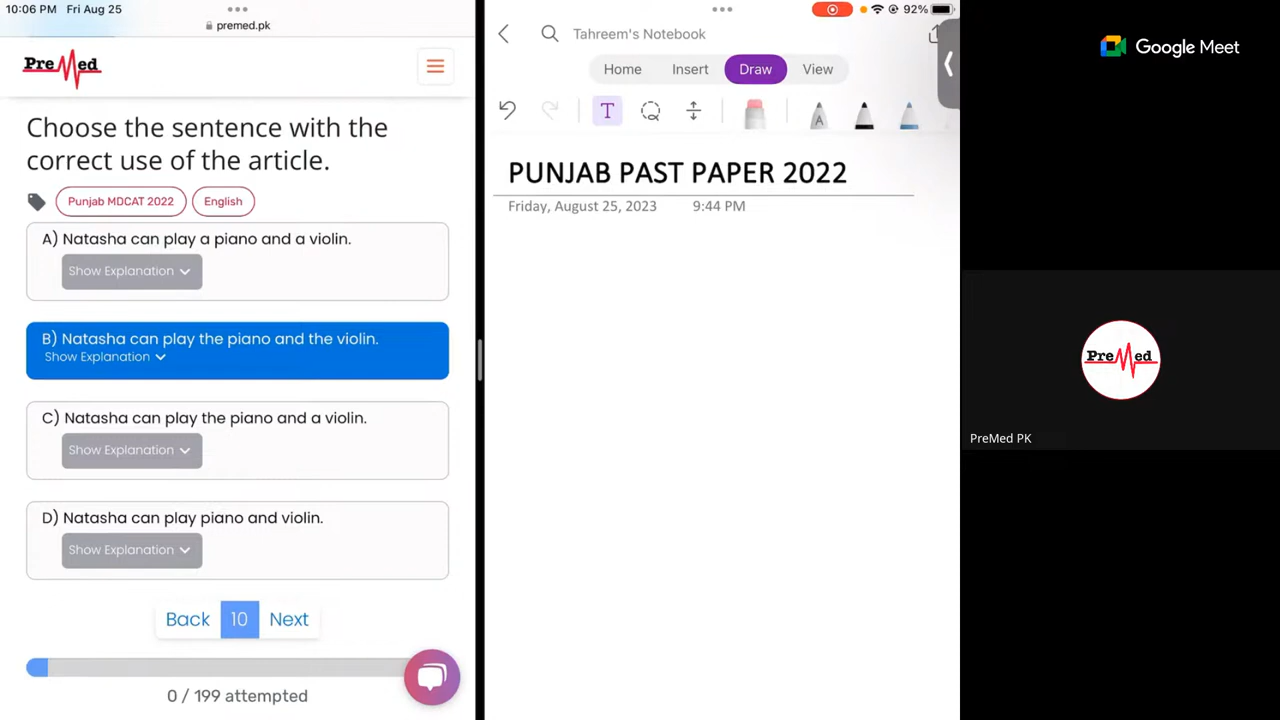 10:06 PM Fri Aug 25
premed.pk
PreMed
Choose the sentence with the
correct use of the article.
Punjab MDCAT 2022
English
A) Natasha can play a piano and a violin.
Show Explanation
B) Natasha can play the piano and the violin.
Show Explanation
C) Natasha can play the piano and a violin.
Show Explanation
D) Natasha can play piano and violin.
Show Explanation
Back 10 Next
0 / 199 attempted
92%
Tahreem's Notebook
Home Insert Draw View
T
A
PUNJAB PAST PAPER 2022
Friday, August 25, 2023 9:44 PM
Google Meet
PreMed
PreMed PK